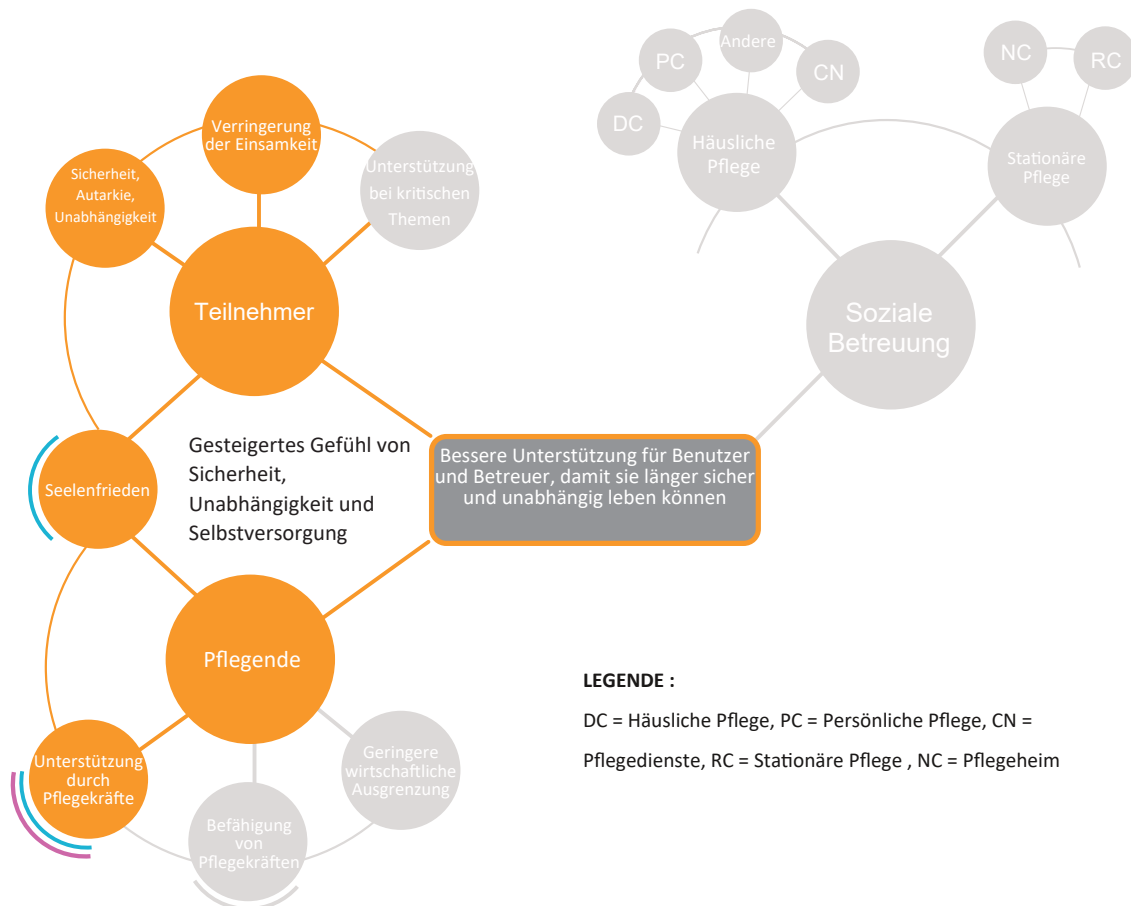 Verringerung
der Einsamkeit
Sicherheit,
Autarkie,
Unabhängigkeit
Unterstützung
bei kritischen
Themen
Teilnehmer
Seelenfrieden
Gesteigertes Gefühl von
Sicherheit,
Unabhängigkeit und
Selbstversorgung
Pflegende
Unterstützung
durch
Pflegekräfte
Befähigung
von
Pflegekräften
Geringere
wirtschaftliche
Ausgrenzung
Bessere Unterstützung für Benutzer
und Betreuer, damit sie länger sicher
und unabhängig leben können
DC
PC
Andere
CN
Häusliche
Pflege
NC
RC
Stationäre
Pflege
Soziale
Betreuung
LEGENDE :
DC = Häusliche Pflege, PC = Persönliche Pflege, CN =
Pflegedienste, RC = Stationäre Pflege , NC = Pflegeheim